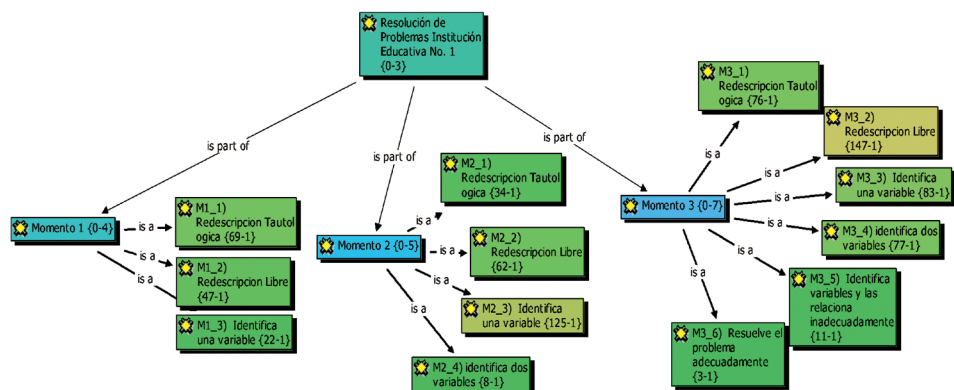 Resolución de
Problemas Institución
Educativa No. 1
{0-3}
is part of
is part of
is part of
Momento 1 {0-4}
is a
is a
is a
M1_1)
Redescripcion Tautol
ogica {69-1}
M1_2)
Redescripcion Libre
{47-1}
M1_3) Identifica
una variable {22-1}
Momento 2 {0-5}
is a
is a
is a
is a
M2_1)
Redescripcion Tautol
ogica {34-1}
M2_2)
Redescripcion Libre
{62-1}
M2_3) Identifica
una variable {125-1}
M2_4) identifica dos
variables {8-1}
Momento 3 {0-7}
is a
is a
is a
is a
is a
is a
M3_1)
Redescripcion Tautol
ogica {76-1}
M3_2)
Redescripcion Libre
{147-1}
M3_3) Identifica
una variable {83-1}
M3_4) identifica dos
variables {77-1}
M3_5) Identifica
variables y las
relaciona
inadecuadamente
{11-1}
M3_6) Resuelve el
problema
adecuadamente
{3-1}